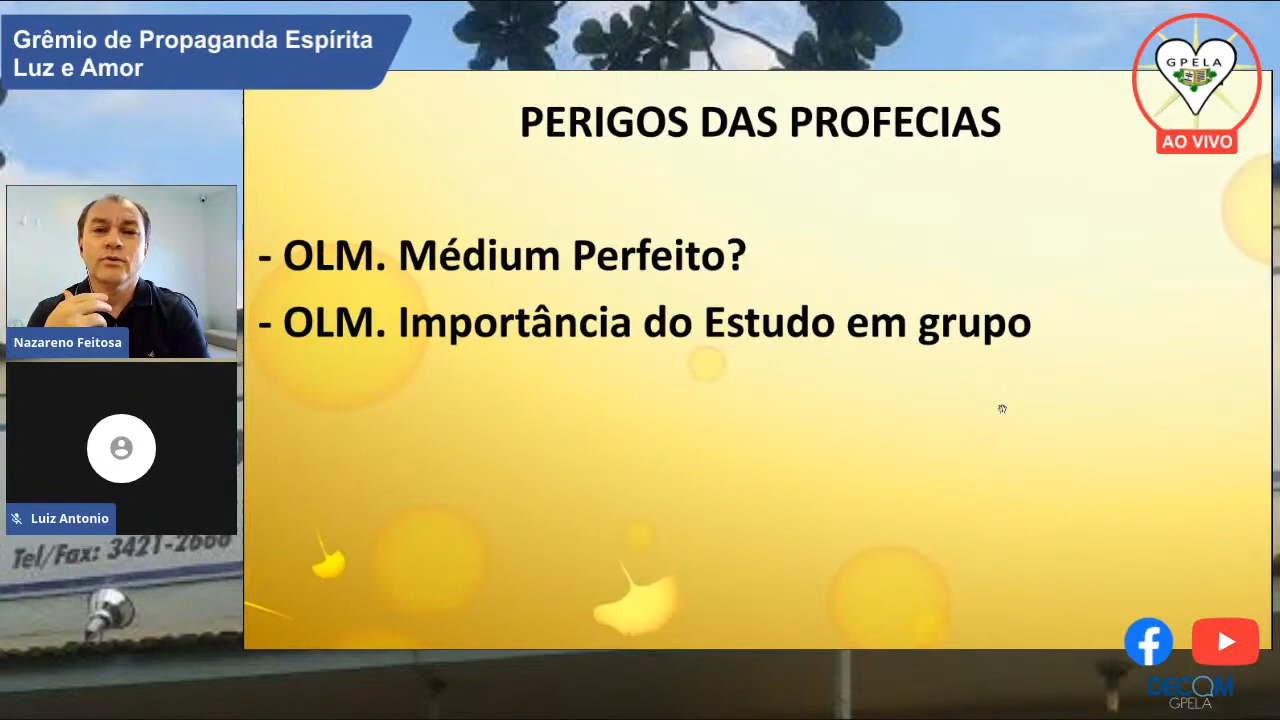 Grêmio de Propaganda Espírita
Luz e Amor
GPELA
AO VIVO
PERIGOS DAS PROFECIAS
- OLM. Médium Perfeito?
- OLM. Importância do Estudo em grupo
Nazareno Feitosa
Luiz Antonio
Tel/Fax: 3421-2666
DECOM
GPELA